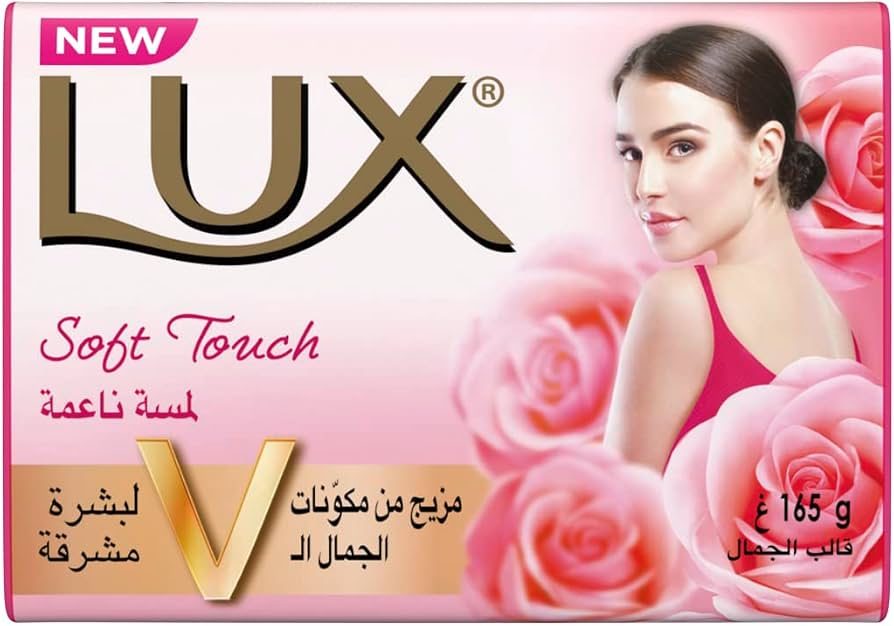 NEW
LUX®
Soft Touch
لمسة ناعمة
مزيج من مكوّنات
الجمال الـ
V
لبشرة
مشرقة
165 g غ
قالب الجمال